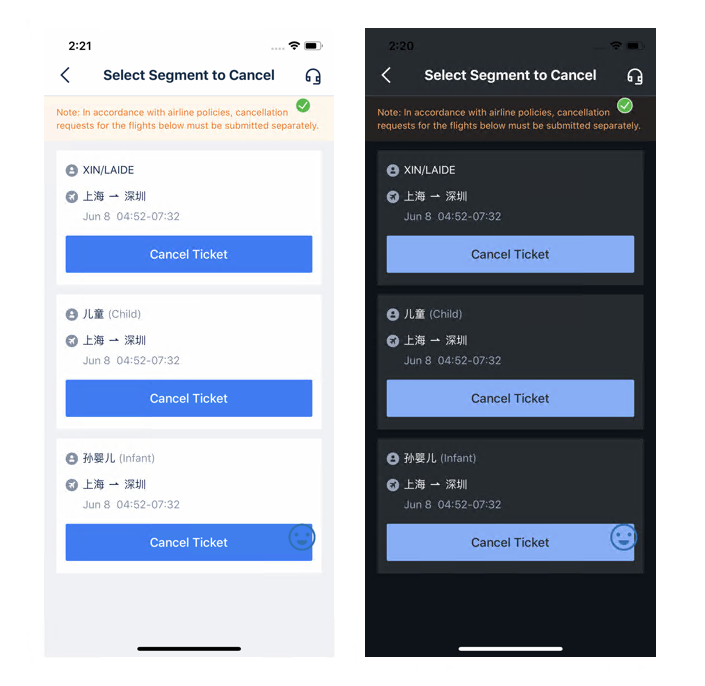 2:21
Select Segment to Cancel
Note: In accordance with airline policies, cancellation
requests for the flights below must be submitted separately.
XIN/LAIDE
上海 → 深圳
Jun 8 04:52-07:32
Cancel Ticket
儿童 (Child)
上海 → 深圳
Jun 8 04:52-07:32
Cancel Ticket
孙婴儿 (Infant)
上海 → 深圳
Jun 8 04:52-07:32
Cancel Ticket
2:20
Select Segment to Cancel
Note: In accordance with airline policies, cancellation
requests for the flights below must be submitted separately.
XIN/LAIDE
上海 → 深圳
Jun 8 04:52-07:32
Cancel Ticket
儿童 (Child)
上海 → 深圳
Jun 8 04:52-07:32
Cancel Ticket
孙婴儿 (Infant)
上海 → 深圳
Jun 8 04:52-07:32
Cancel Ticket